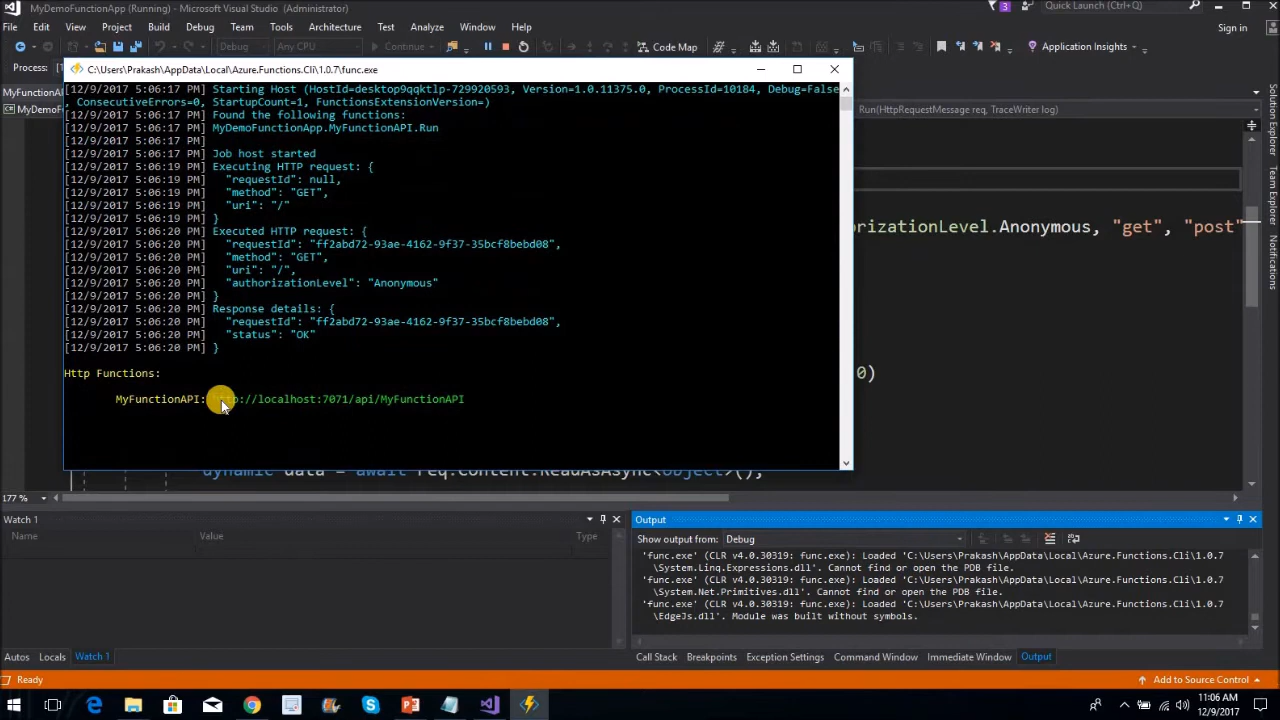 MyDemoFunctionApp (Running) - Microsoft Visual Studio (Administrator)
3
Quick Launch (Ctrl+Q)
File Edit View Project Build Debug Team Tools Architecture Test Analyze Window Help
Sign in
Debug Any CPU Continue Code Map Application Insights
Process:
C:\Users\Prakash\AppData\Local\Azure.Functions.Cli\1.0.7\func.exe
MyFunctionAPI
MyDemoFo
Run(HttpRequestMessage req, TraceWriter log)
[12/9/2017 5:06:17 PM] Starting Host (HostId=desktop9qqktlp-729920593, Version=1.0.11375.0, ProcessId=10184, Debug=False
, ConsecutiveErrors=0, StartupCount=1, FunctionsExtensionVersion=)
[12/9/2017 5:06:17 PM] Found the following functions:
[12/9/2017 5:06:17 PM] MyDemoFunctionApp.MyFunctionAPI.Run
[12/9/2017 5:06:17 PM]
[12/9/2017 5:06:17 PM] Job host started
[12/9/2017 5:06:19 PM] Executing HTTP request: {
[12/9/2017 5:06:19 PM] "requestId": null,
[12/9/2017 5:06:19 PM] "method": "GET",
[12/9/2017 5:06:19 PM] "uri": "/"
[12/9/2017 5:06:19 PM] }
[12/9/2017 5:06:20 PM] Executed HTTP request: {
[12/9/2017 5:06:20 PM] "requestId": "ff2abd72-93ae-4162-9f37-35bcf8bebd08",
[12/9/2017 5:06:20 PM] "method": "GET",
[12/9/2017 5:06:20 PM] "uri": "/",
[12/9/2017 5:06:20 PM] "authorizationLevel": "Anonymous"
[12/9/2017 5:06:20 PM] }
[12/9/2017 5:06:20 PM] Response details: {
[12/9/2017 5:06:20 PM] "requestId": "ff2abd72-93ae-4162-9f37-35bcf8bebd08",
[12/9/2017 5:06:20 PM] "status": "OK"
[12/9/2017 5:06:20 PM] }
Http Functions:
MyFunctionAPI: http://localhost:7071/api/MyFunctionAPI
orizationLevel.Anonymous, "get", "post"
0)
dynamic data = await req.Content.ReadAsAsync<object>();
Solution Explorer
Team Explorer
Notifications
177 %
Watch 1
Name Value Type
Output
Show output from: Debug
'func.exe' (CLR v4.0.30319: func.exe): Loaded 'C:\Users\Prakash\AppData\Local\Azure.Functions.Cli\1.0.7
\System.Linq.Expressions.dll'. Cannot find or open the PDB file.
'func.exe' (CLR v4.0.30319: func.exe): Loaded 'C:\Users\Prakash\AppData\Local\Azure.Functions.Cli\1.0.7
\System.Net.Primitives.dll'. Cannot find or open the PDB file.
'func.exe' (CLR v4.0.30319: func.exe): Loaded 'C:\Users\Prakash\AppData\Local\Azure.Functions.Cli\1.0.7
\EdgeJs.dll'. Module was built without symbols.
Autos Locals Watch 1
Call Stack Breakpoints Exception Settings Command Window Immediate Window Output
Ready
Add to Source Control
11:06 AM
12/9/2017